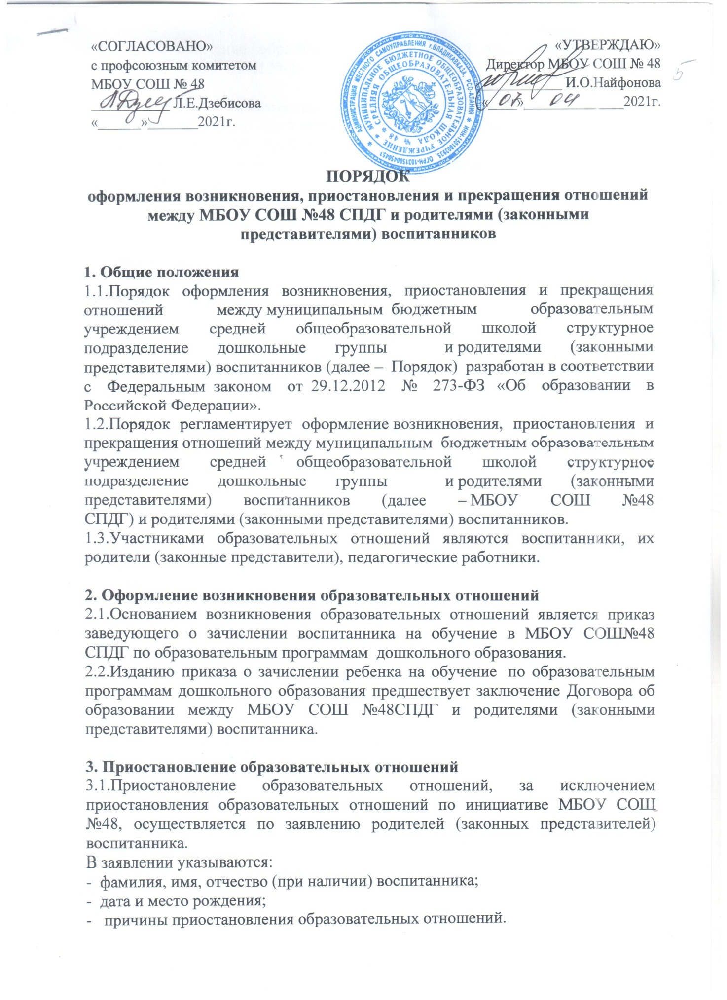 «СОГЛАСОВАНО»
с профсоюзным комитетом
МБОУ СОШ № 48
___________ Л.Е.Дзебисова
«______»_______2021г.
«УТВЕРЖДАЮ»
Директор МБОУ СОШ № 48
___________ И.О.Найфонова
«07» 04 2021г.
5
АДМИНИСТРАЦИЯ МЕСТНОГО САМОУПРАВЛЕНИЯ г.ВЛАДИКАВКАЗА, РСО-АЛАНИЯ * ИНН-1501003935, ОГРН-1031500450451 *
МУНИЦИПАЛЬНОЕ БЮДЖЕТНОЕ ОБЩЕОБРАЗОВАТЕЛЬНОЕ УЧРЕЖДЕНИЕ *
СРЕДНЯЯ ОБЩЕОБРАЗОВАТЕЛЬНАЯ ШКОЛА № 48 *
ПОРЯДОК
оформления возникновения, приостановления и прекращения отношений
между МБОУ СОШ №48 СПДГ и родителями (законными
представителями) воспитанников
1. Общие положения
1.1.Порядок оформления возникновения, приостановления и прекращения
отношений между муниципальным бюджетным образовательным
учреждением средней общеобразовательной школой структурное
подразделение дошкольные группы и родителями (законными
представителями) воспитанников (далее – Порядок) разработан в соответствии
с Федеральным законом от 29.12.2012 № 273-ФЗ «Об образовании в
Российской Федерации».
1.2.Порядок регламентирует оформление возникновения, приостановления и
прекращения отношений между муниципальным бюджетным образовательным
учреждением средней общеобразовательной школой структурное
подразделение дошкольные группы и родителями (законными
представителями) воспитанников (далее – МБОУ СОШ №48
СПДГ) и родителями (законными представителями) воспитанников.
1.3.Участниками образовательных отношений являются воспитанники, их
родители (законные представители), педагогические работники.
2. Оформление возникновения образовательных отношений
2.1.Основанием возникновения образовательных отношений является приказ
заведующего о зачислении воспитанника на обучение в МБОУ СОШ№48
СПДГ по образовательным программам дошкольного образования.
2.2.Изданию приказа о зачислении ребенка на обучение по образовательным
программам дошкольного образования предшествует заключение Договора об
образовании между МБОУ СОШ №48СПДГ и родителями (законными
представителями) воспитанника.
3. Приостановление образовательных отношений
3.1.Приостановление образовательных отношений, за исключением
приостановления образовательных отношений по инициативе МБОУ СОШ
№48, осуществляется по заявлению родителей (законных представителей)
воспитанника.
В заявлении указываются:
- фамилия, имя, отчество (при наличии) воспитанника;
- дата и место рождения;
- причины приостановления образовательных отношений.